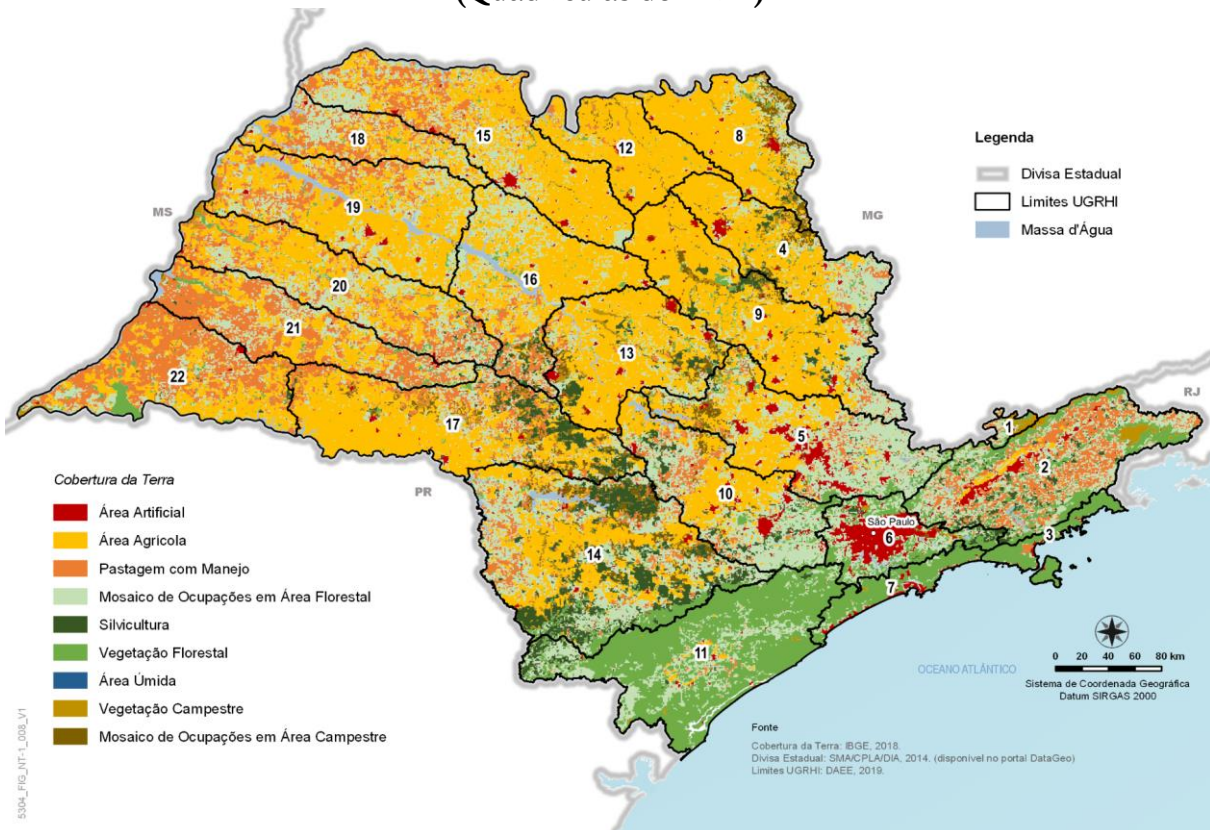 Legenda
Divisa Estadual
Limites UGRHI
Massa d'Água
MS
MG
RJ
PR
18
15
12
8
19
4
16
20
9
21
13
22
17
5
1
2
10
São Paulo
6
3
14
7
11
Cobertura da Terra
Área Artificial
Área Agricola
Pastagem com Manejo
Mosaico de Ocupações em Área Florestal
Silvicultura
Vegetação Florestal
Área Úmida
Vegetação Campestre
Mosaico de Ocupações em Área Campestre
OCEANO ATLÂNTICO
0 20 40 60 80 km
Sistema de Coordenada Geográfica
Datum SIRGAS 2000
Fonte
Cobertura da Terra: IBGE, 2018.
Divisa Estadual: SMA/CPLA/DIA, 2014. (disponível no portal DataGeo)
Limites UGRHI: DAEE, 2019.
5304_FIG_NT-1_008_V1